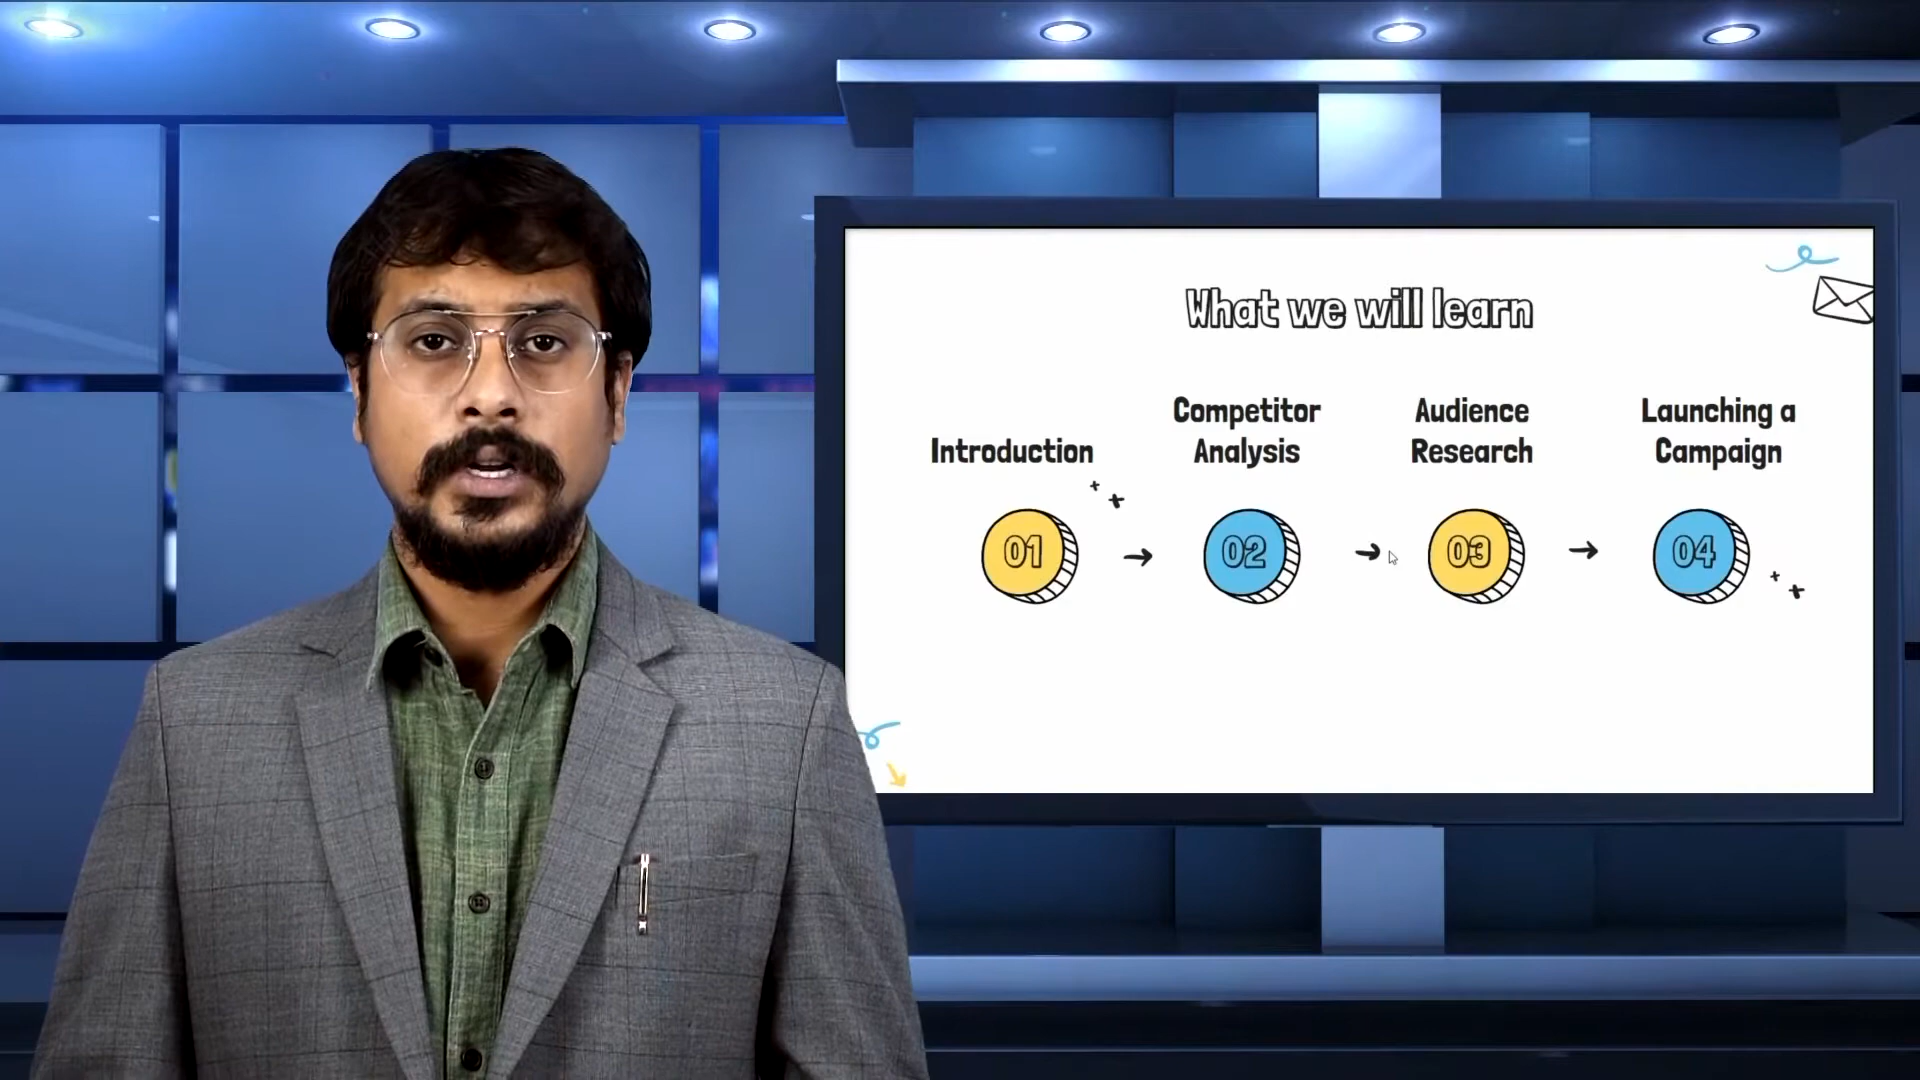 What we will learn
Introduction
Competitor
Analysis
Audience
Research
Launching a
Campaign
01
02
03
04